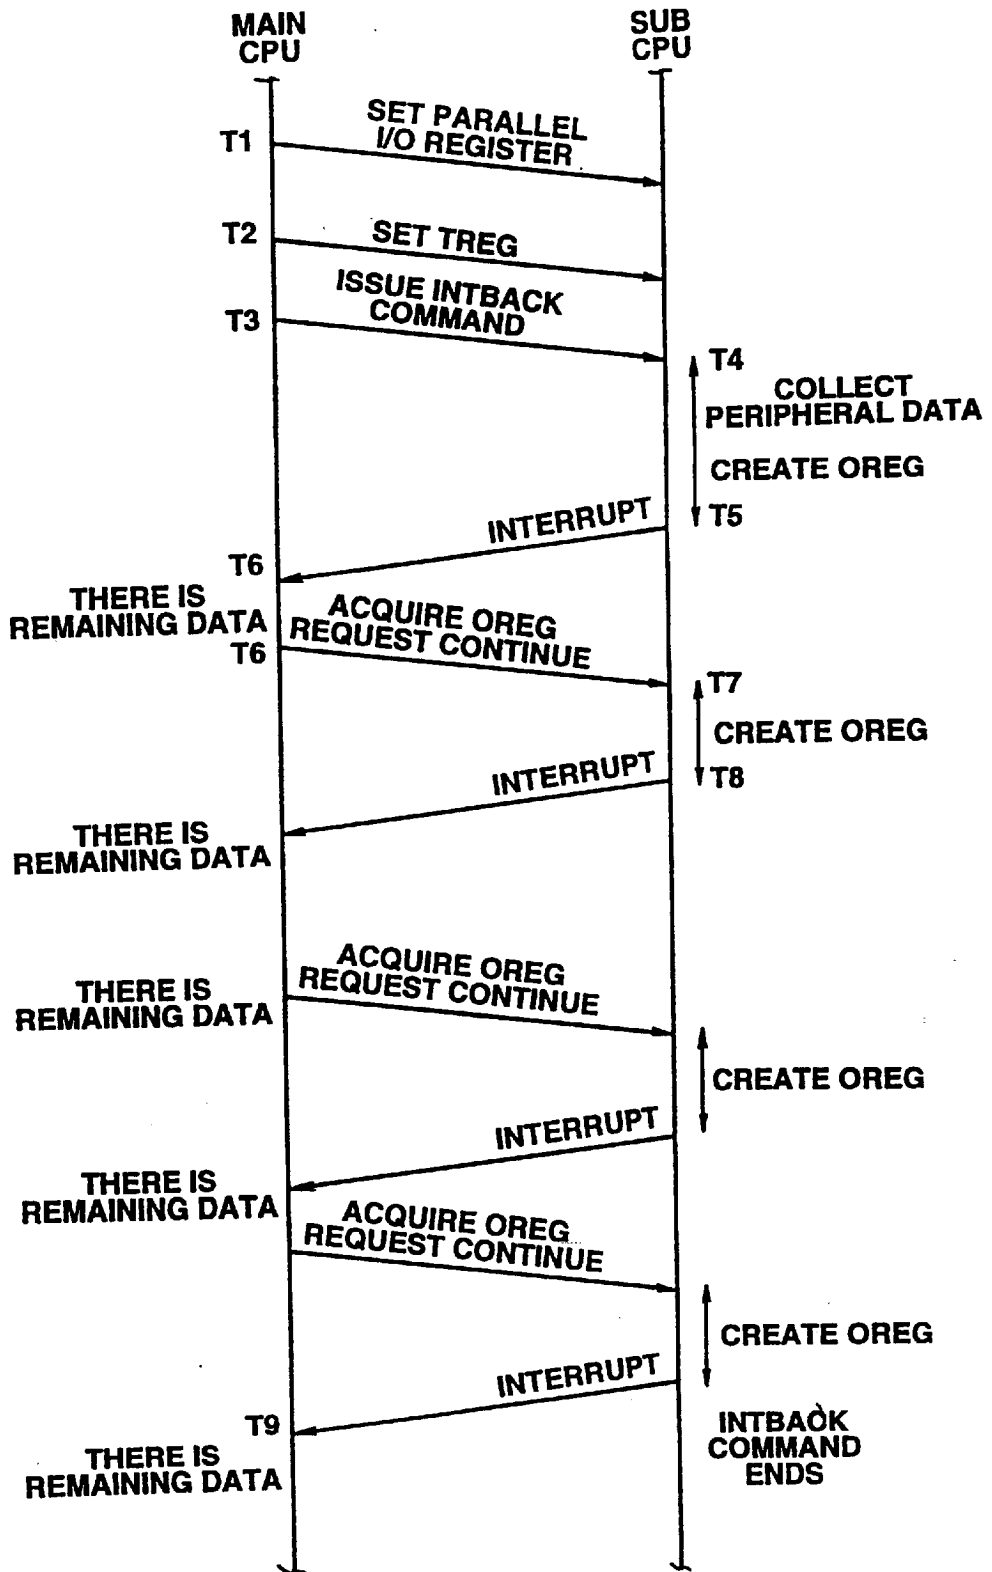 MAIN
CPU
SUB
CPU
SET PARALLEL
I/O REGISTER
T1
T2
SET TREG
ISSUE INTBACK
COMMAND
T3
T4
COLLECT
PERIPHERAL DATA
CREATE OREG
T5
INTERRUPT
T6
THERE IS
REMAINING DATA
ACQUIRE OREG
REQUEST CONTINUE
T6
T7
CREATE OREG
T8
INTERRUPT
THERE IS
REMAINING DATA
ACQUIRE OREG
REQUEST CONTINUE
THERE IS
REMAINING DATA
CREATE OREG
INTERRUPT
THERE IS
REMAINING DATA
ACQUIRE OREG
REQUEST CONTINUE
CREATE OREG
INTERRUPT
T9
THERE IS
REMAINING DATA
INTBACK
COMMAND
ENDS